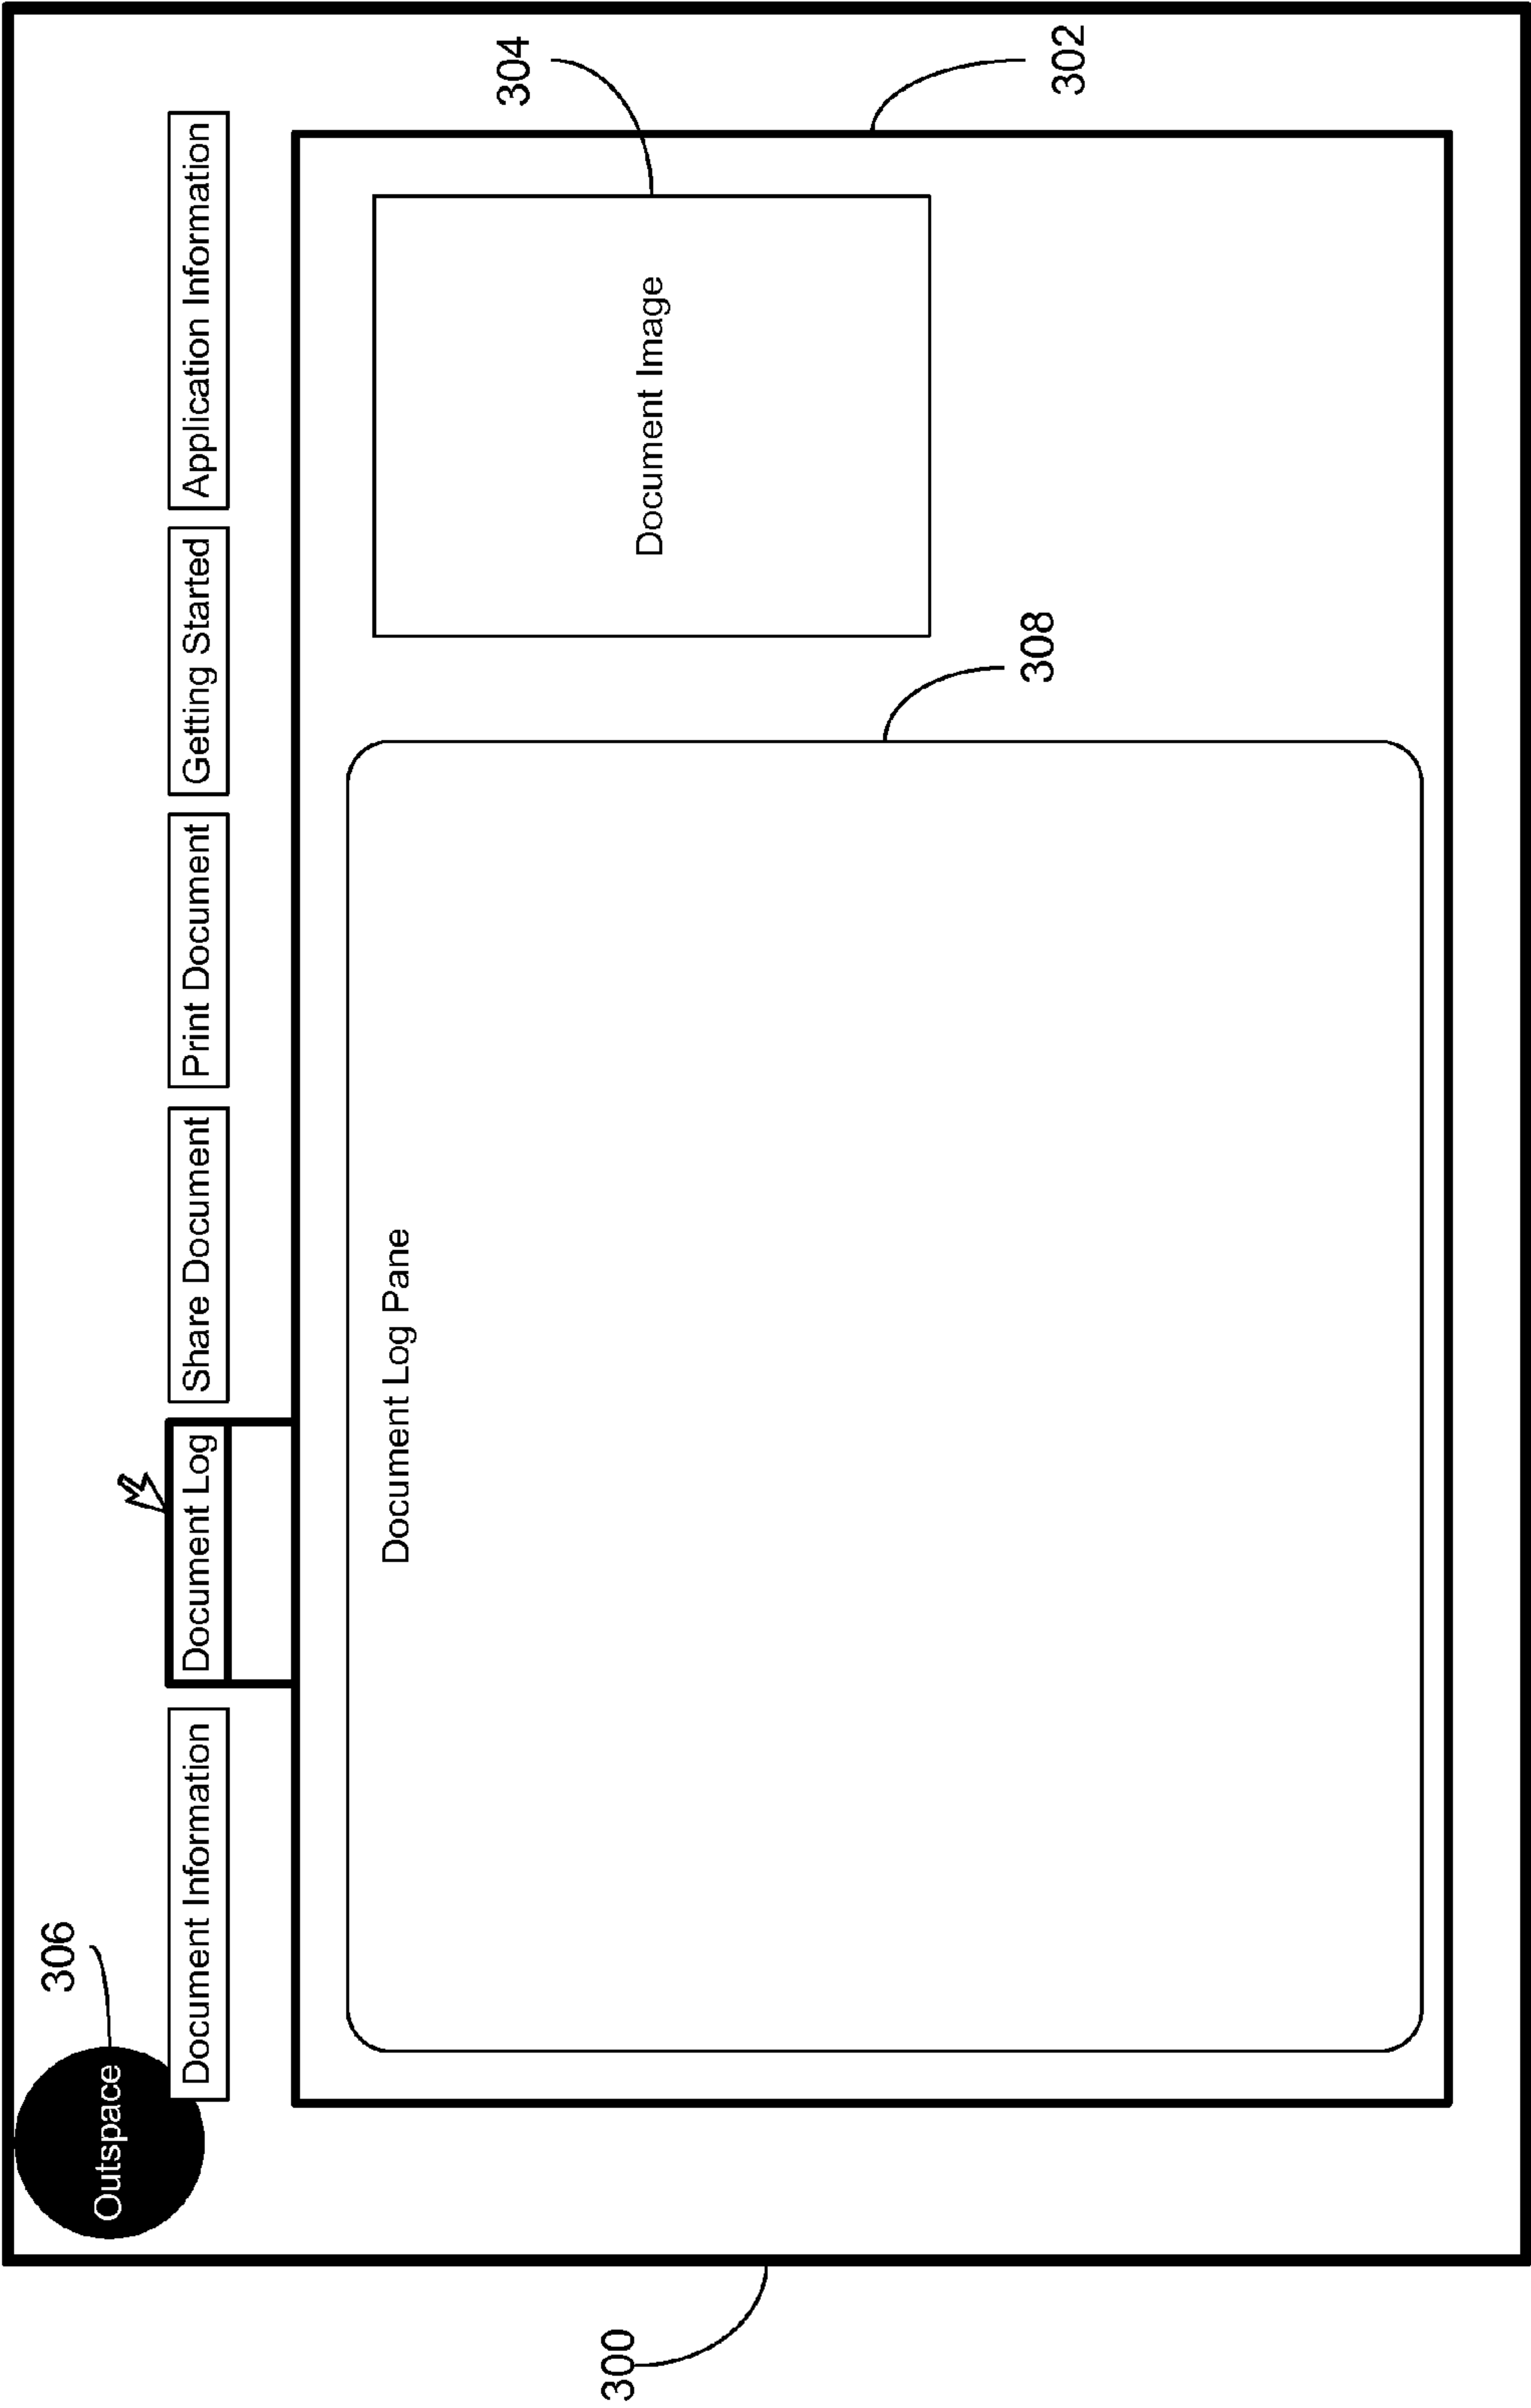 306
Outspace
Document Information
Document Log
Share Document
Print Document
Getting Started
Application Information
304
Document Log Pane
Document Image
300
308
302